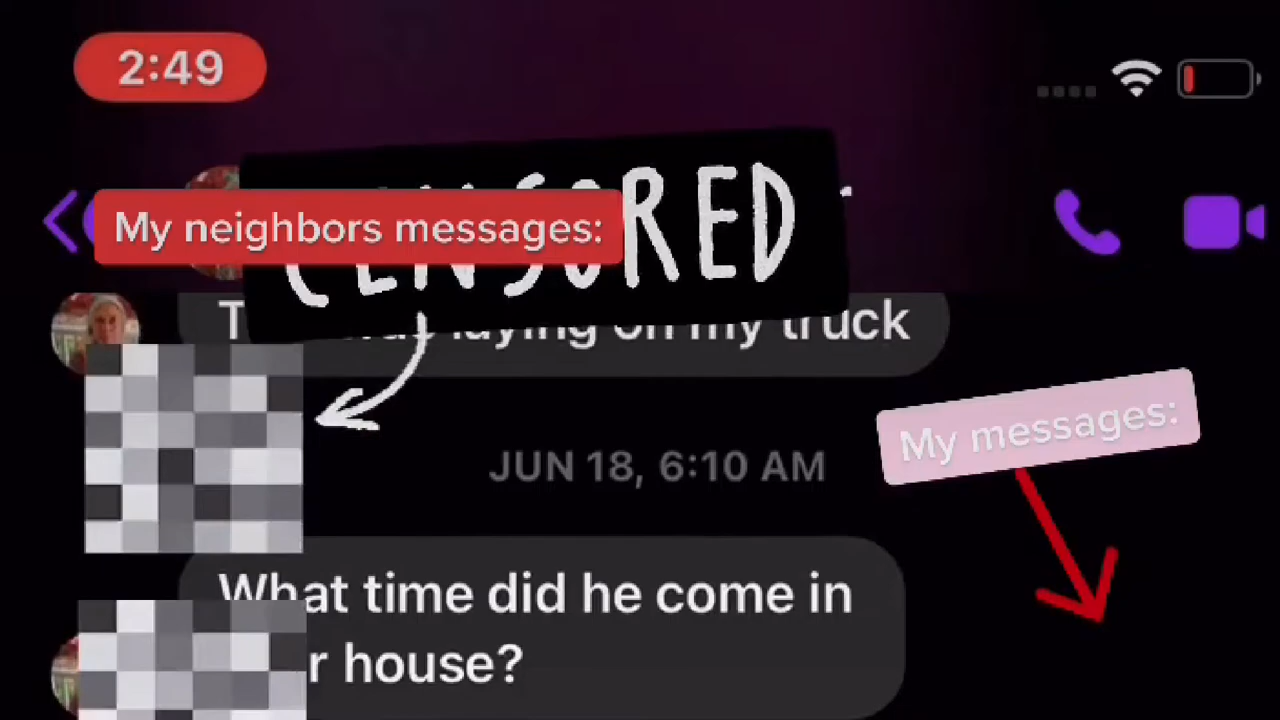 2:49
CENSORED
My neighbors messages:
laying on my truck
My messages:
JUN 18, 6:10 AM
What time did he come in
r house?